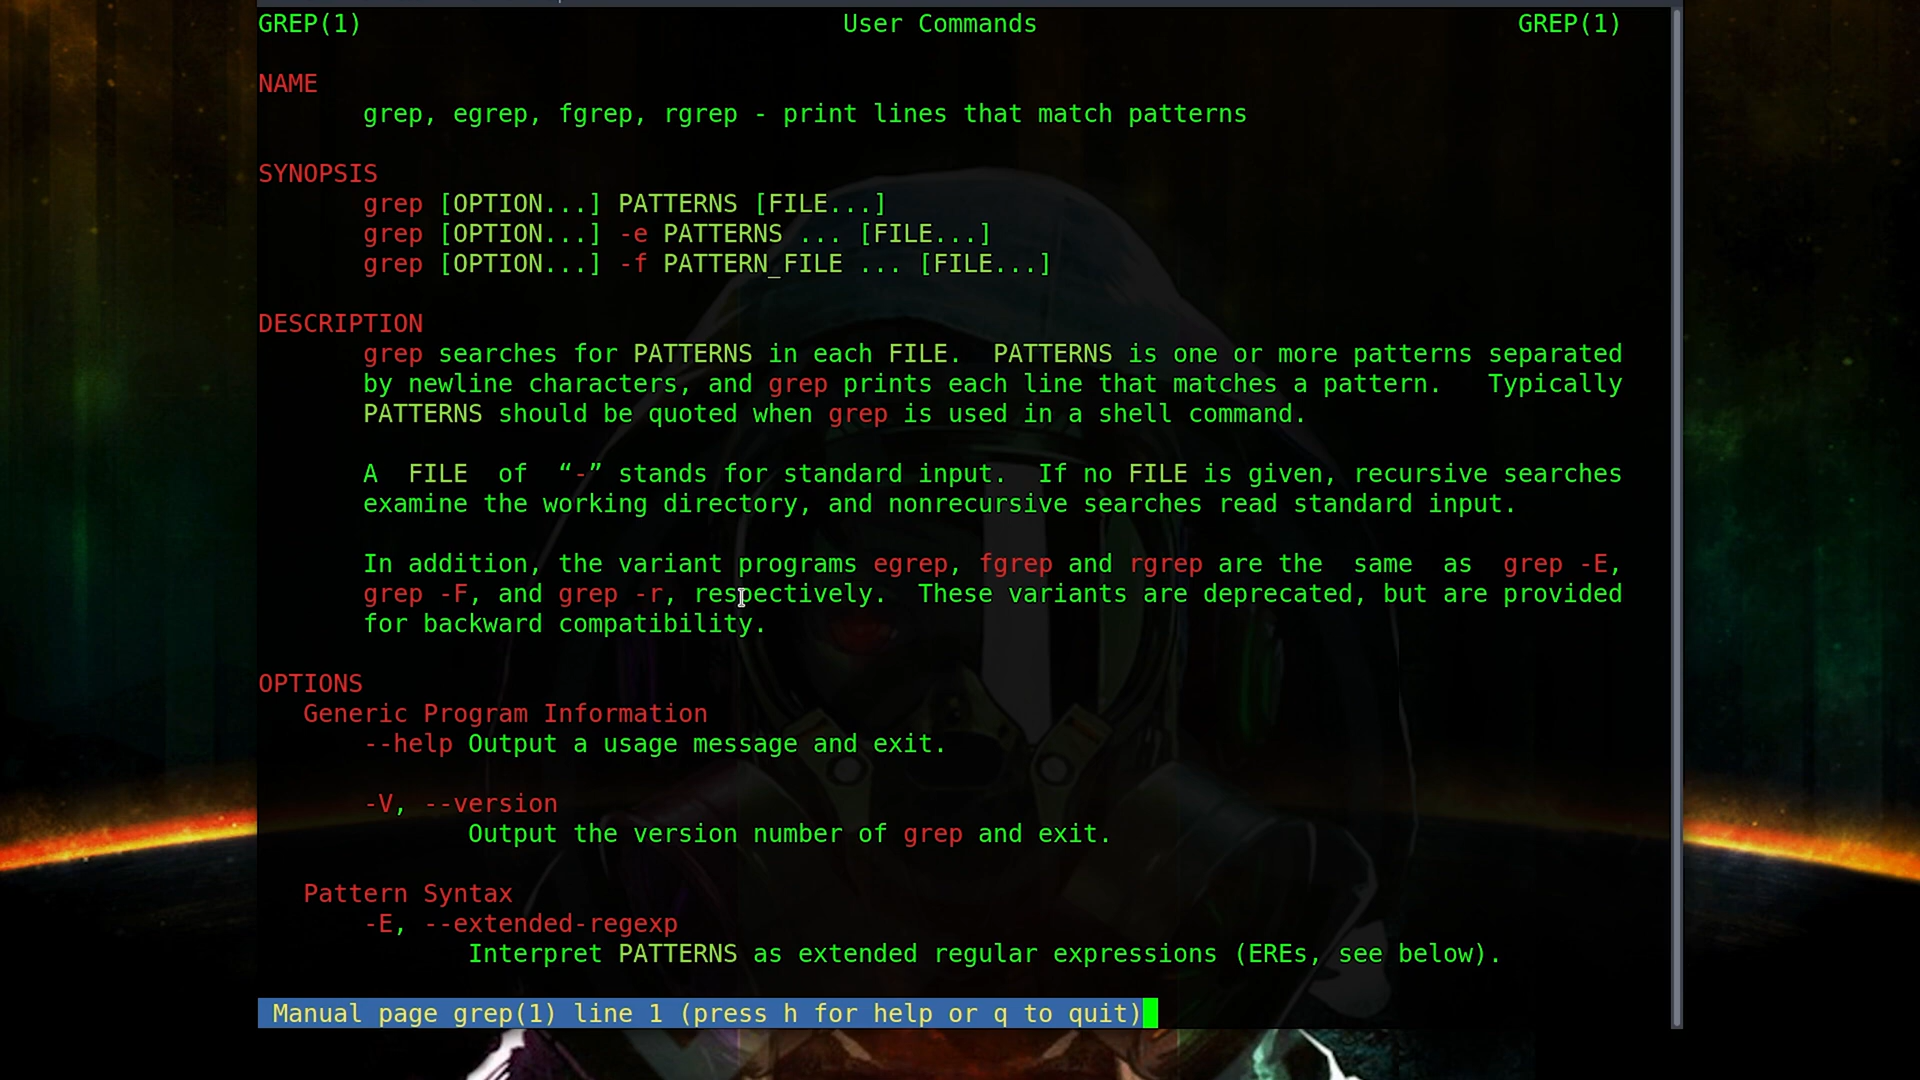 GREP(1) User Commands GREP(1)
NAME
grep, egrep, fgrep, rgrep - print lines that match patterns
SYNOPSIS
grep [OPTION...] PATTERNS [FILE...]
grep [OPTION...] -e PATTERNS ... [FILE...]
grep [OPTION...] -f PATTERN_FILE ... [FILE...]
DESCRIPTION
grep searches for PATTERNS in each FILE.  PATTERNS is one or more patterns separated
by newline characters, and grep prints each line that matches a pattern.   Typically
PATTERNS should be quoted when grep is used in a shell command.
A  FILE  of  “-” stands for standard input.  If no FILE is given, recursive searches
examine the working directory, and nonrecursive searches read standard input.
In addition, the variant programs egrep, fgrep and rgrep are the  same  as  grep -E,
grep -F, and grep -r, respectively.  These variants are deprecated, but are provided
for backward compatibility.
OPTIONS
Generic Program Information
--help Output a usage message and exit.
-V, --version
Output the version number of grep and exit.
Pattern Syntax
-E, --extended-regexp
Interpret PATTERNS as extended regular expressions (EREs, see below).
Manual page grep(1) line 1 (press h for help or q to quit)